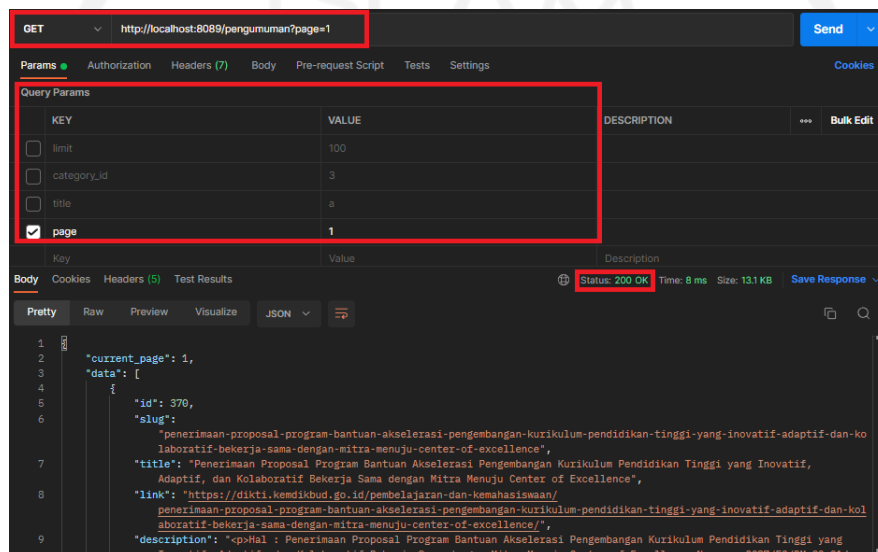 GET http://localhost:8089/pengumuman?page=1 Send
Params Authorization Headers (7) Body Pre-request Script Tests Settings Cookies
Query Params
KEY VALUE DESCRIPTION ooo Bulk Edit
limit 100
category_id 3
title a
page 1
Key Value Description
Body Cookies Headers (5) Test Results Status: 200 OK Time: 8 ms Size: 13.1 KB Save Response
Pretty Raw Preview Visualize JSON
1 {
2 "current_page": 1,
3 "data": [
4 {
5 "id": 370,
6 "slug":
"penerimaan-proposal-program-bantuan-akselerasi-pengembangan-kurikulum-pendidikan-tinggi-yang-inovatif-adaptif-dan-ko
laboratif-bekerja-sama-dengan-mitra-menuju-center-of-excellence",
7 "title": "Penerimaan Proposal Program Bantuan Akselerasi Pengembangan Kurikulum Pendidikan Tinggi yang Inovatif,
Adaptif, dan Kolaboratif Bekerja Sama dengan Mitra Menuju Center of Excellence",
8 "link": "https://dikti.kemdikbud.go.id/pembelajaran-dan-kemahasiswaan/
penerimaan-proposal-program-bantuan-akselerasi-pengembangan-kurikulum-pendidikan-tinggi-yang-inovatif-adaptif-dan-kol
aboratif-bekerja-sama-dengan-mitra-menuju-center-of-excellence/",
9 "description": "<p>Hal : Penerimaan Proposal Program Bantuan Akselerasi Pengembangan Kurikulum Pendidikan Tinggi yang